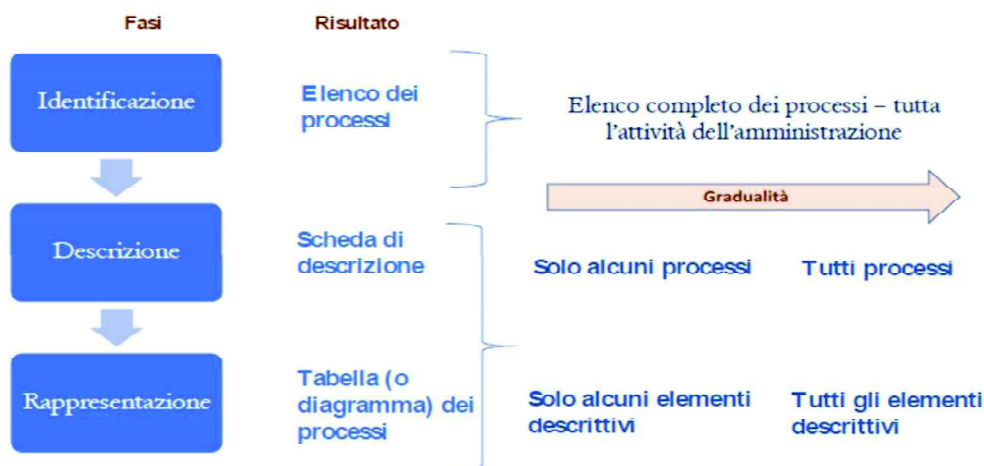 Fasi
Risultato
Identificazione
Elenco dei
processi
Elenco completo dei processi – tutta
l'attività dell'amministrazione
Gradualità
Descrizione
Scheda di
descrizione
Solo alcuni processi
Tutti processi
Rappresentazione
Tabella (o
diagramma) dei
processi
Solo alcuni elementi
descrittivi
Tutti gli elementi
descrittivi